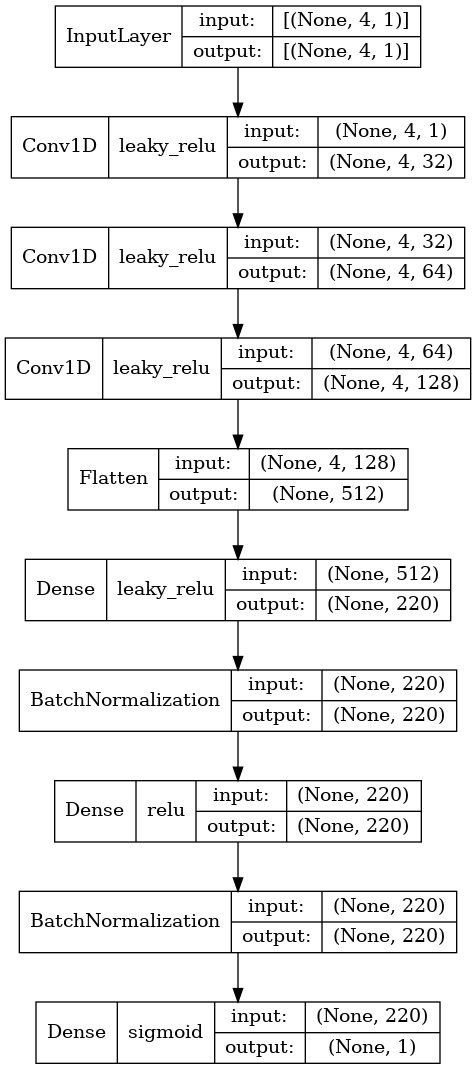 InputLayer input: [(None, 4, 1)]
output: [(None, 4, 1)]
Conv1D leaky_relu input: (None, 4, 1)
output: (None, 4, 32)
Conv1D leaky_relu input: (None, 4, 32)
output: (None, 4, 64)
Conv1D leaky_relu input: (None, 4, 64)
output: (None, 4, 128)
Flatten input: (None, 4, 128)
output: (None, 512)
Dense leaky_relu input: (None, 512)
output: (None, 220)
BatchNormalization input: (None, 220)
output: (None, 220)
Dense relu input: (None, 220)
output: (None, 220)
BatchNormalization input: (None, 220)
output: (None, 220)
Dense sigmoid input: (None, 220)
output: (None, 1)